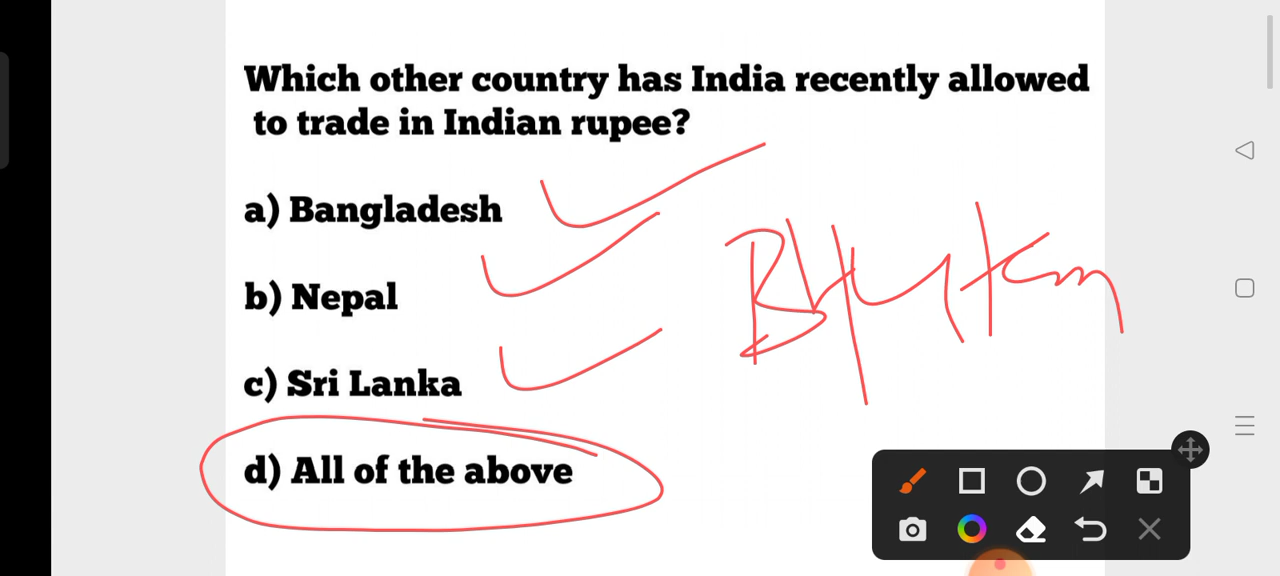 Which other country has India recently allowed
to trade in Indian rupee?
a) Bangladesh
b) Nepal
Bhutan
c) Sri Lanka
d) All of the above